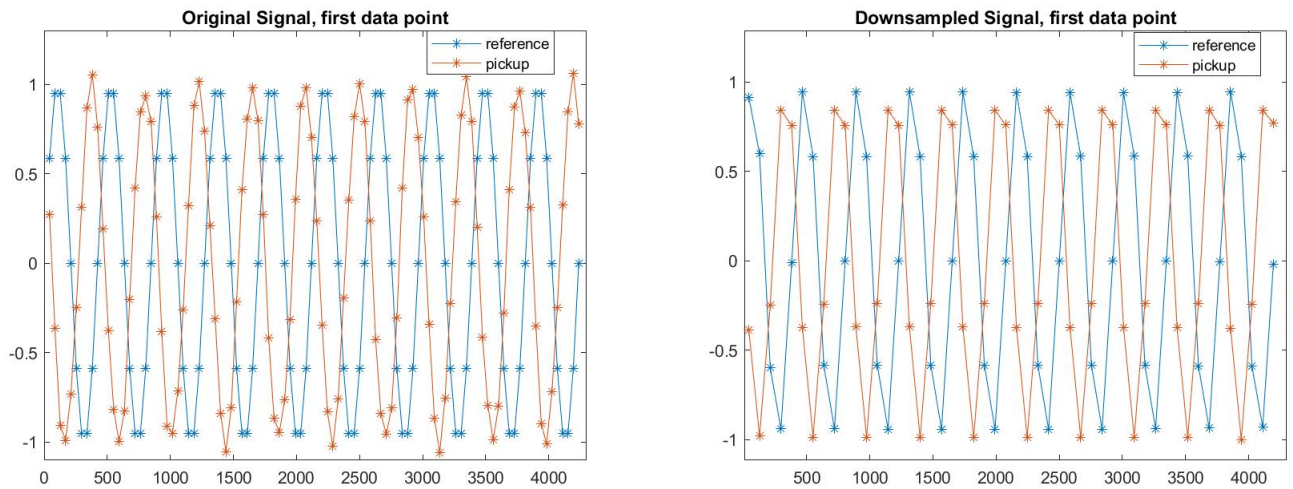 Original Signal, first data point
reference
pickup
1
0.5
0
-0.5
-1
0 500 1000 1500 2000 2500 3000 3500 4000
Downsampled Signal, first data point
reference
pickup
1
0.5
0
-0.5
-1
500 1000 1500 2000 2500 3000 3500 4000